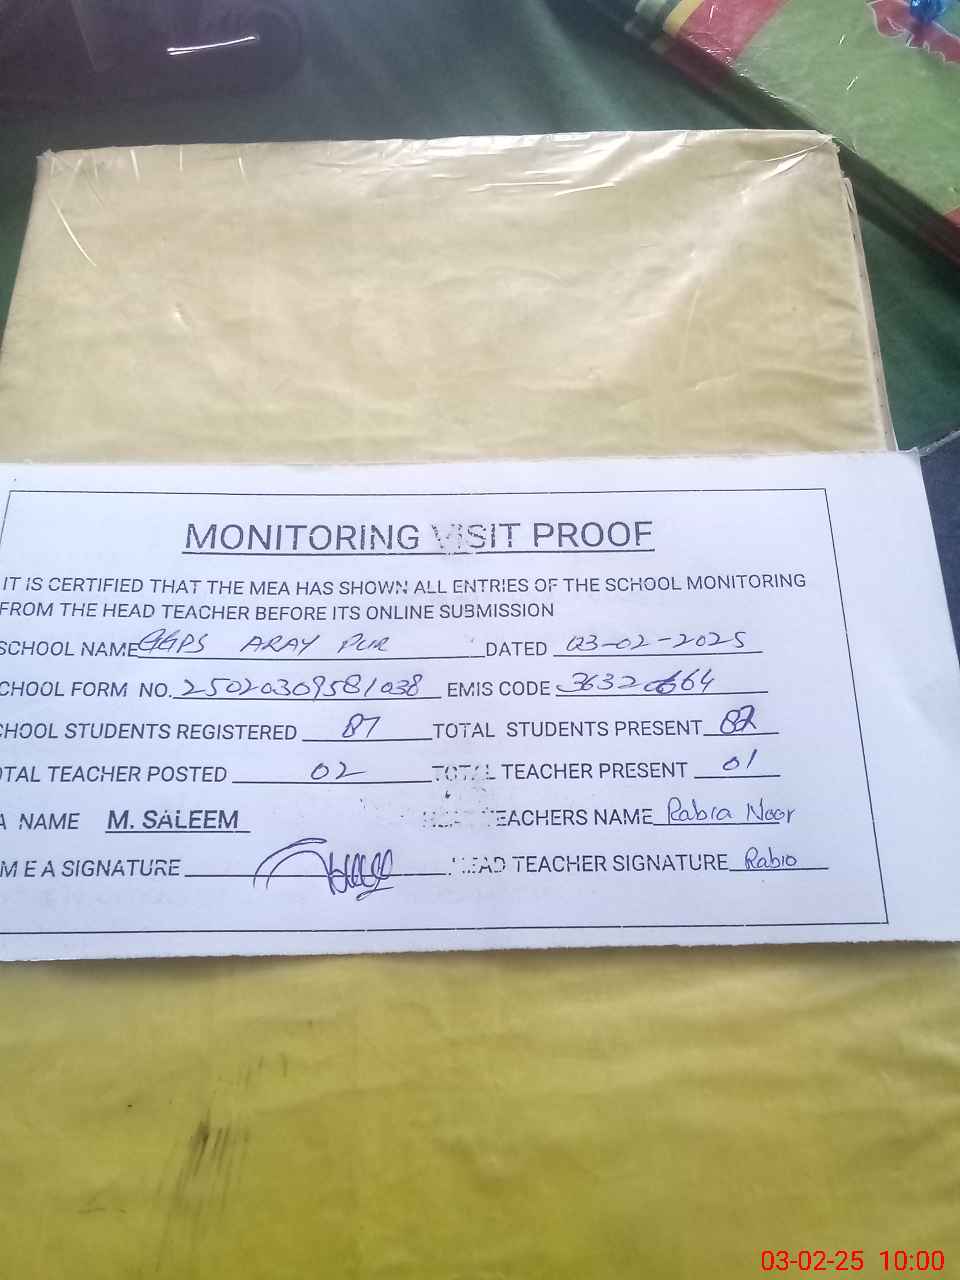 MONITORING VISIT PROOF
IT IS CERTIFIED THAT THE MEA HAS SHOWN ALL ENTRIES OF THE SCHOOL MONITORING
FROM THE HEAD TEACHER BEFORE ITS ONLINE SUBMISSION
SCHOOL NAME GGPS ARAY PUR DATED 03-02-2025
CHOOL FORM NO. 25020309581038 EMIS CODE
CHOOL STUDENTS REGISTERED 87 TOTAL STUDENTS PRESENT 82
OTAL TEACHER POSTED 02 TOTAL TEACHER PRESENT 01
A NAME M. SALEEM EACHERS NAME Rabia Noor
M E A SIGNATURE HEAD TEACHER SIGNATURE Rabia
03-02-25 10:00